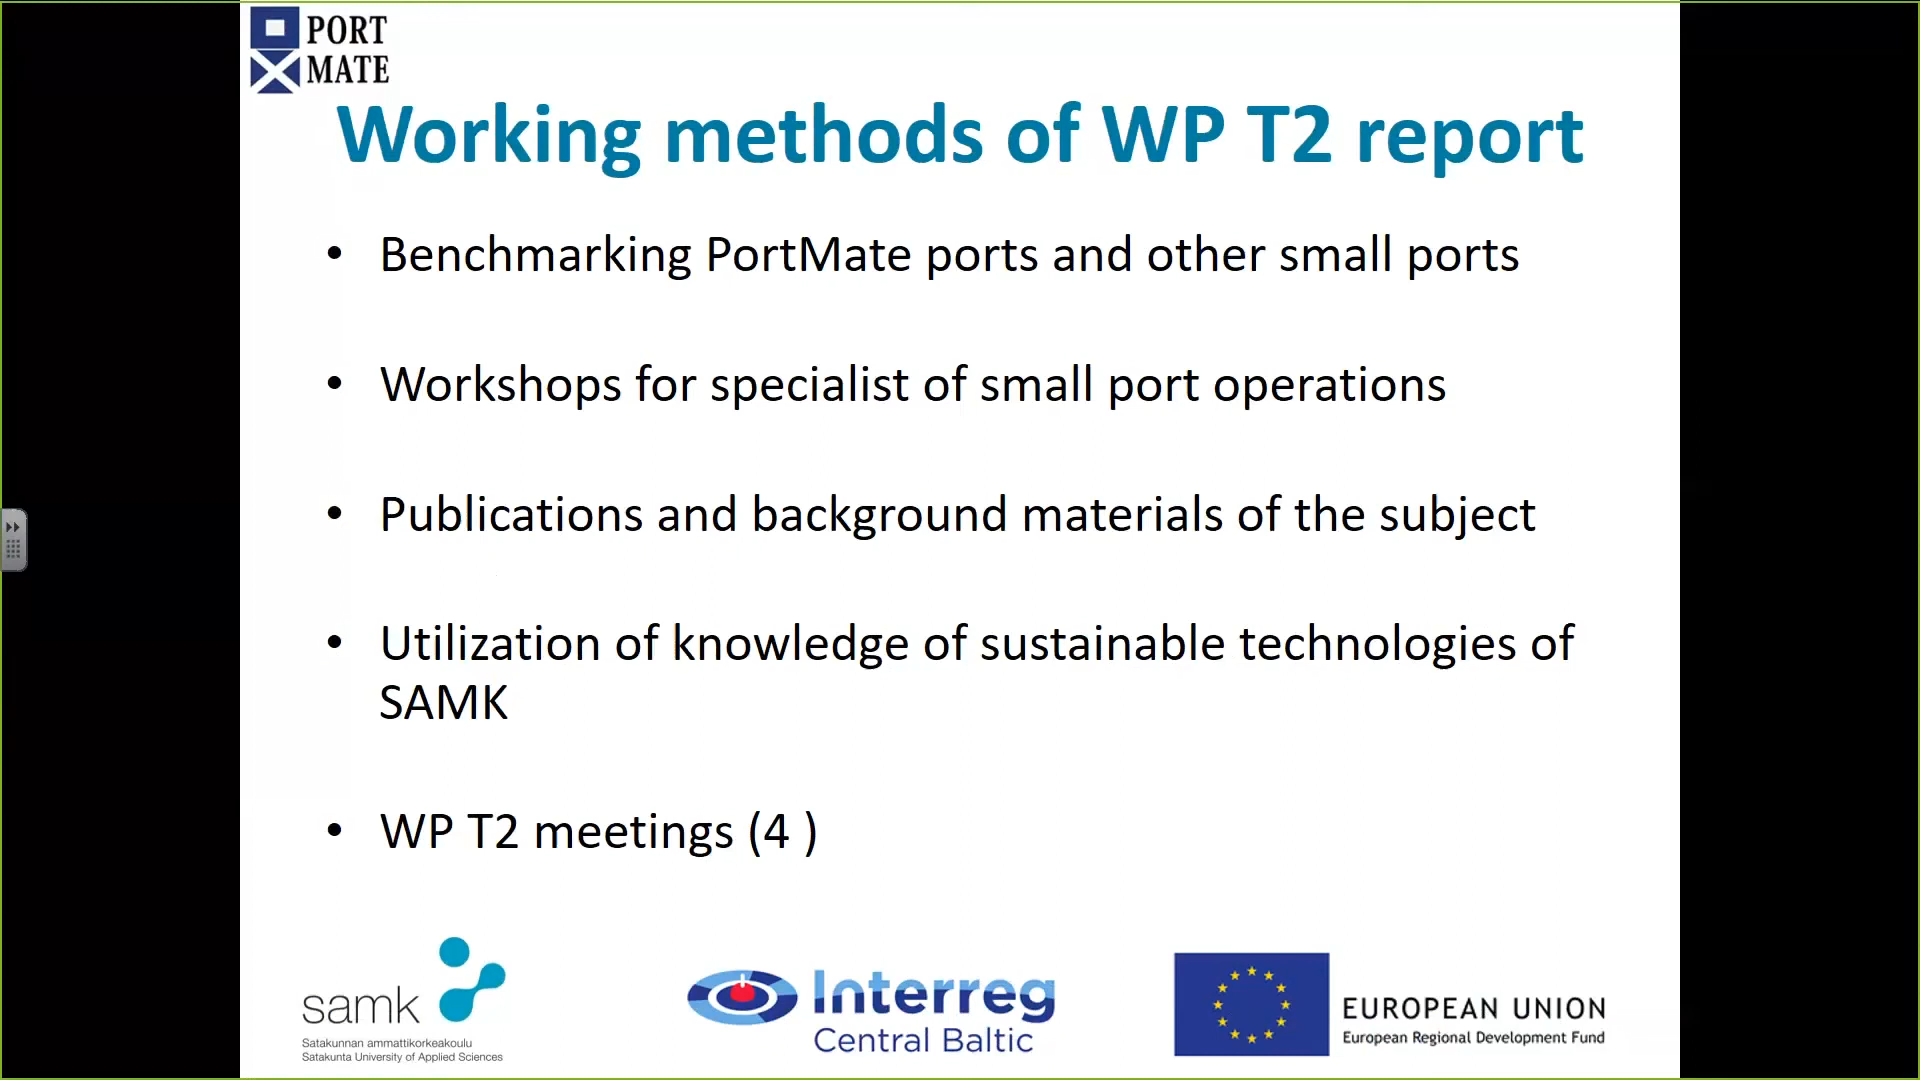 PORT
MATE
Working methods of WP T2 report
• Benchmarking PortMate ports and other small ports
• Workshops for specialist of small port operations
• Publications and background materials of the subject
• Utilization of knowledge of sustainable technologies of
SAMK
• WP T2 meetings (4 )
samk
Satakunnan ammattikorkeakoulu
Satakunta University of Applied Sciences
Interreg
Central Baltic
EUROPEAN UNION
European Regional Development Fund